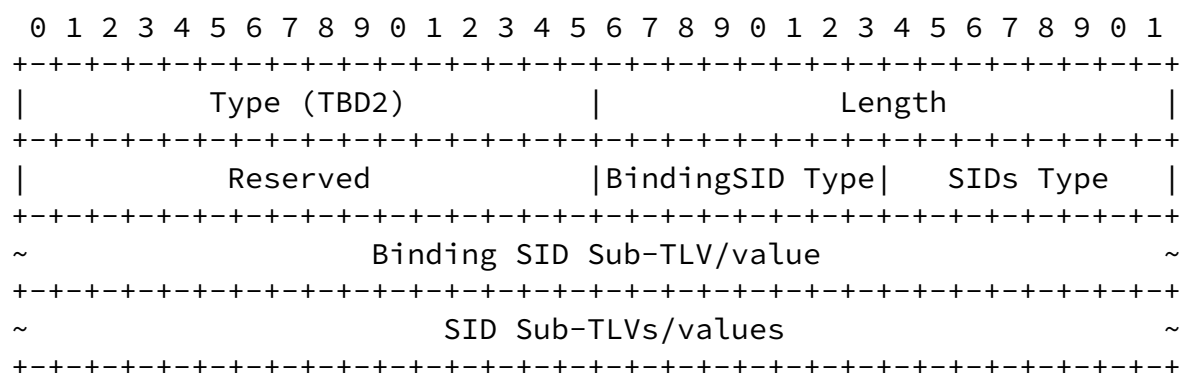 0 1 2 3 4 5 6 7 8 9 0 1 2 3 4 5 6 7 8 9 0 1 2 3 4 5 6 7 8 9 0 1
+-+-+-+-+-+-+-+-+-+-+-+-+-+-+-+-+-+-+-+-+-+-+-+-+-+-+-+-+-+-+-+-+
|          Type (TBD2)          |             Length            |
+-+-+-+-+-+-+-+-+-+-+-+-+-+-+-+-+-+-+-+-+-+-+-+-+-+-+-+-+-+-+-+-+
|           Reserved            |BindingSID Type|   SIDs Type   |
+-+-+-+-+-+-+-+-+-+-+-+-+-+-+-+-+-+-+-+-+-+-+-+-+-+-+-+-+-+-+-+-+
~                   Binding SID Sub-TLV/value                   ~
+-+-+-+-+-+-+-+-+-+-+-+-+-+-+-+-+-+-+-+-+-+-+-+-+-+-+-+-+-+-+-+-+
~                       SID Sub-TLVs/values                     ~
+-+-+-+-+-+-+-+-+-+-+-+-+-+-+-+-+-+-+-+-+-+-+-+-+-+-+-+-+-+-+-+-+